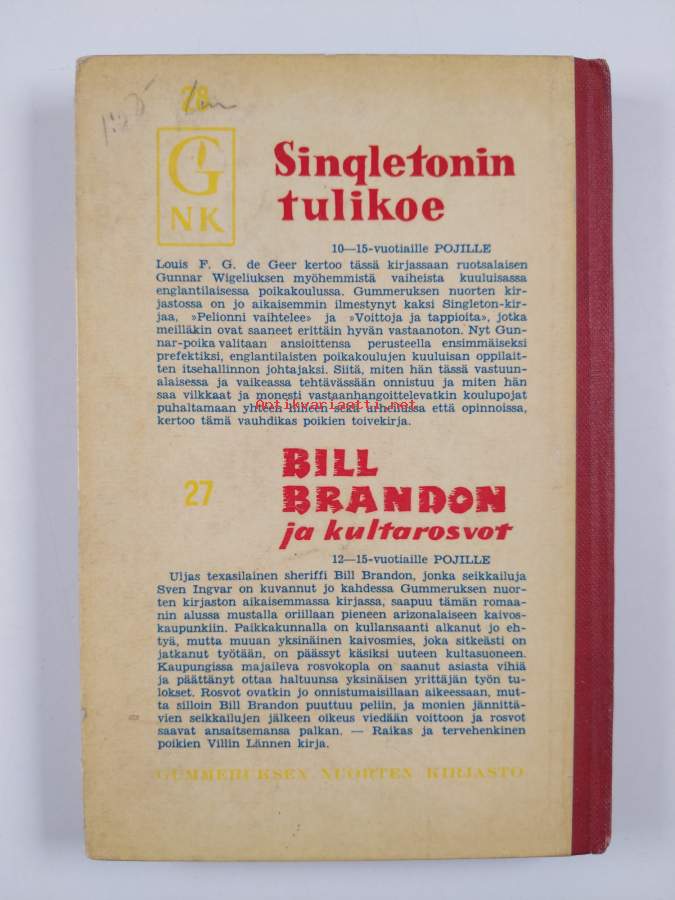 28
G
NK
Singletonin
tulikoe
10—15-vuotiaille POJILLE
Louis F. G. de Geer kertoo tässä kirjassaan ruotsalaisen
Gunnar Wigeliuksen myöhemmistä vaiheista kuuluisassa
englantilaisessa poikakoulussa. Gummeruksen nuorten kir-
jastossa on jo aikaisemmin ilmestynyt kaksi Singleton-kir-
jaa, »Pelionni vaihtelee» ja »Voittoja ja tappioita», jotka
meilläkin ovat saaneet erittäin hyvän vastaanoton. Nyt Gun-
nar-poika valitaan ansioittensa perusteella ensimmäiseksi
prefektiksi, englantilaisten poikakoulujen kuuluisan oppilait-
ten itsehallinnon johtajaksi. Siitä, miten hän tässä vastuun-
alaisessa ja vaikeassa tehtävässään onnistuu ja miten hän
saa vilkkaat ja monesti vastaanhangoittelevatkin koulupojat
puhaltamaan yhteen hiileen sekä urheilussa että opinnoissa,
kertoo tämä vauhdikas poikien toivekirja.
Antikvariaatti.net
27
BILL
BRANDON
ja kultarosvot
12—15-vuotiaille POJILLE
Uljas texasilainen sheriffi Bill Brandon, jonka seikkailuja
Sven Ingvar on kuvannut jo kahdessa Gummeruksen nuor-
ten kirjaston aikaisemmassa kirjassa, saapuu tämän romaa-
nin alussa mustalla oriillaan pieneen arizonalaiseen kaivos-
kaupunkiin. Paikkakunnalla on kullansaanti alkanut jo eh-
tyä, mutta muuan yksinäinen kaivosmies, joka sitkeästi on
jatkanut työtään, on päässyt käsiksi uuteen kultasuoneen.
Kaupungissa majaileva rosvokopla on saanut asiasta vihiä
ja päättänyt ottaa haltuunsa yksinäisen yrittäjän työn tu-
lokset. Rosvot ovatkin jo onnistumaisillaan aikeessaan, mut-
ta silloin Bill Brandon puuttuu peliin, ja monien jännittä-
vien seikkailujen jälkeen oikeus viedään voittoon ja rosvot
saavat ansaitsemansa palkan. — Raikas ja tervehenkinen
poikien Villin Lännen kirja.
GUMMERUKSEN NUORTEN KIRJASTO